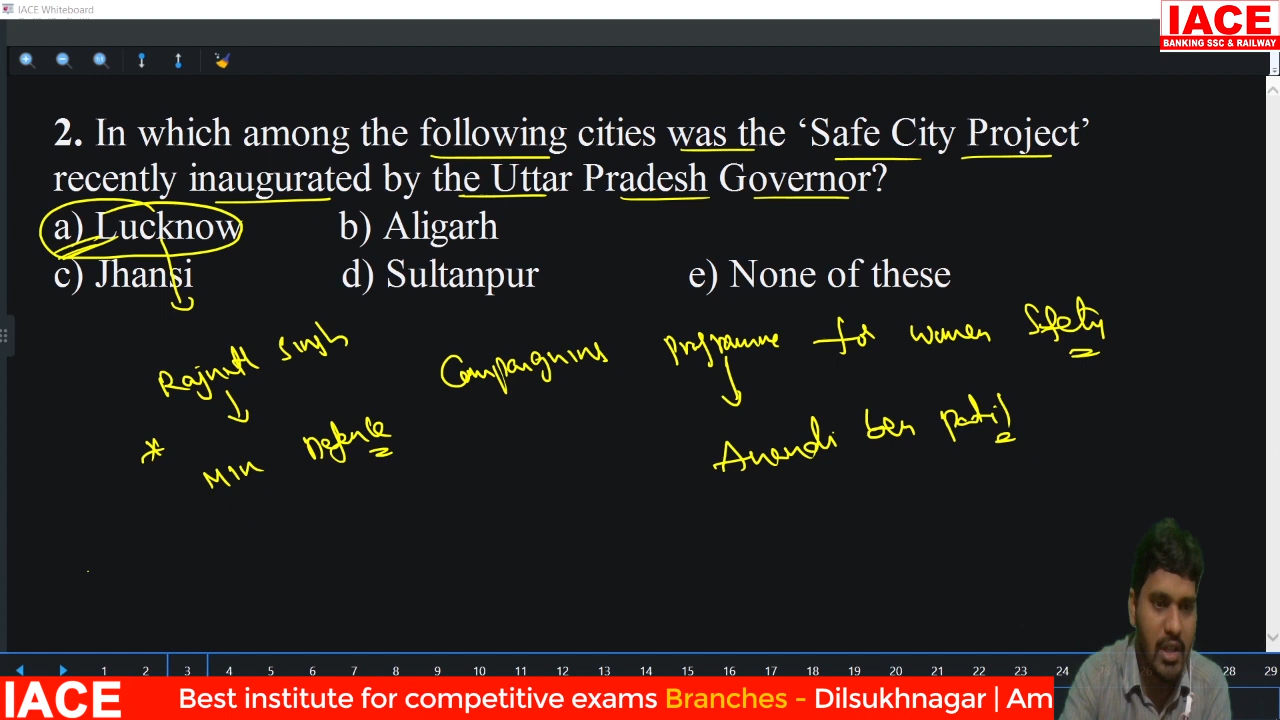 IACE Whiteboard
IACE
BANKING SSC & RAILWAY
2. In which among the following cities was the ‘Safe City Project’
recently inaugurated by the Uttar Pradesh Governor?
a) Lucknow b) Aligarh
c) Jhansi d) Sultanpur e) None of these
Rajnath Singh
Campaigning programme for women Safety
* Min Defence
Anandi ben patil
1 2 3 4 5 6 7 8 9 10 11 12 13 14 15 16 17 18 19 20 21 22 23 24 28 29
IACE Best institute for competitive exams Branches - Dilsukhnagar | Am